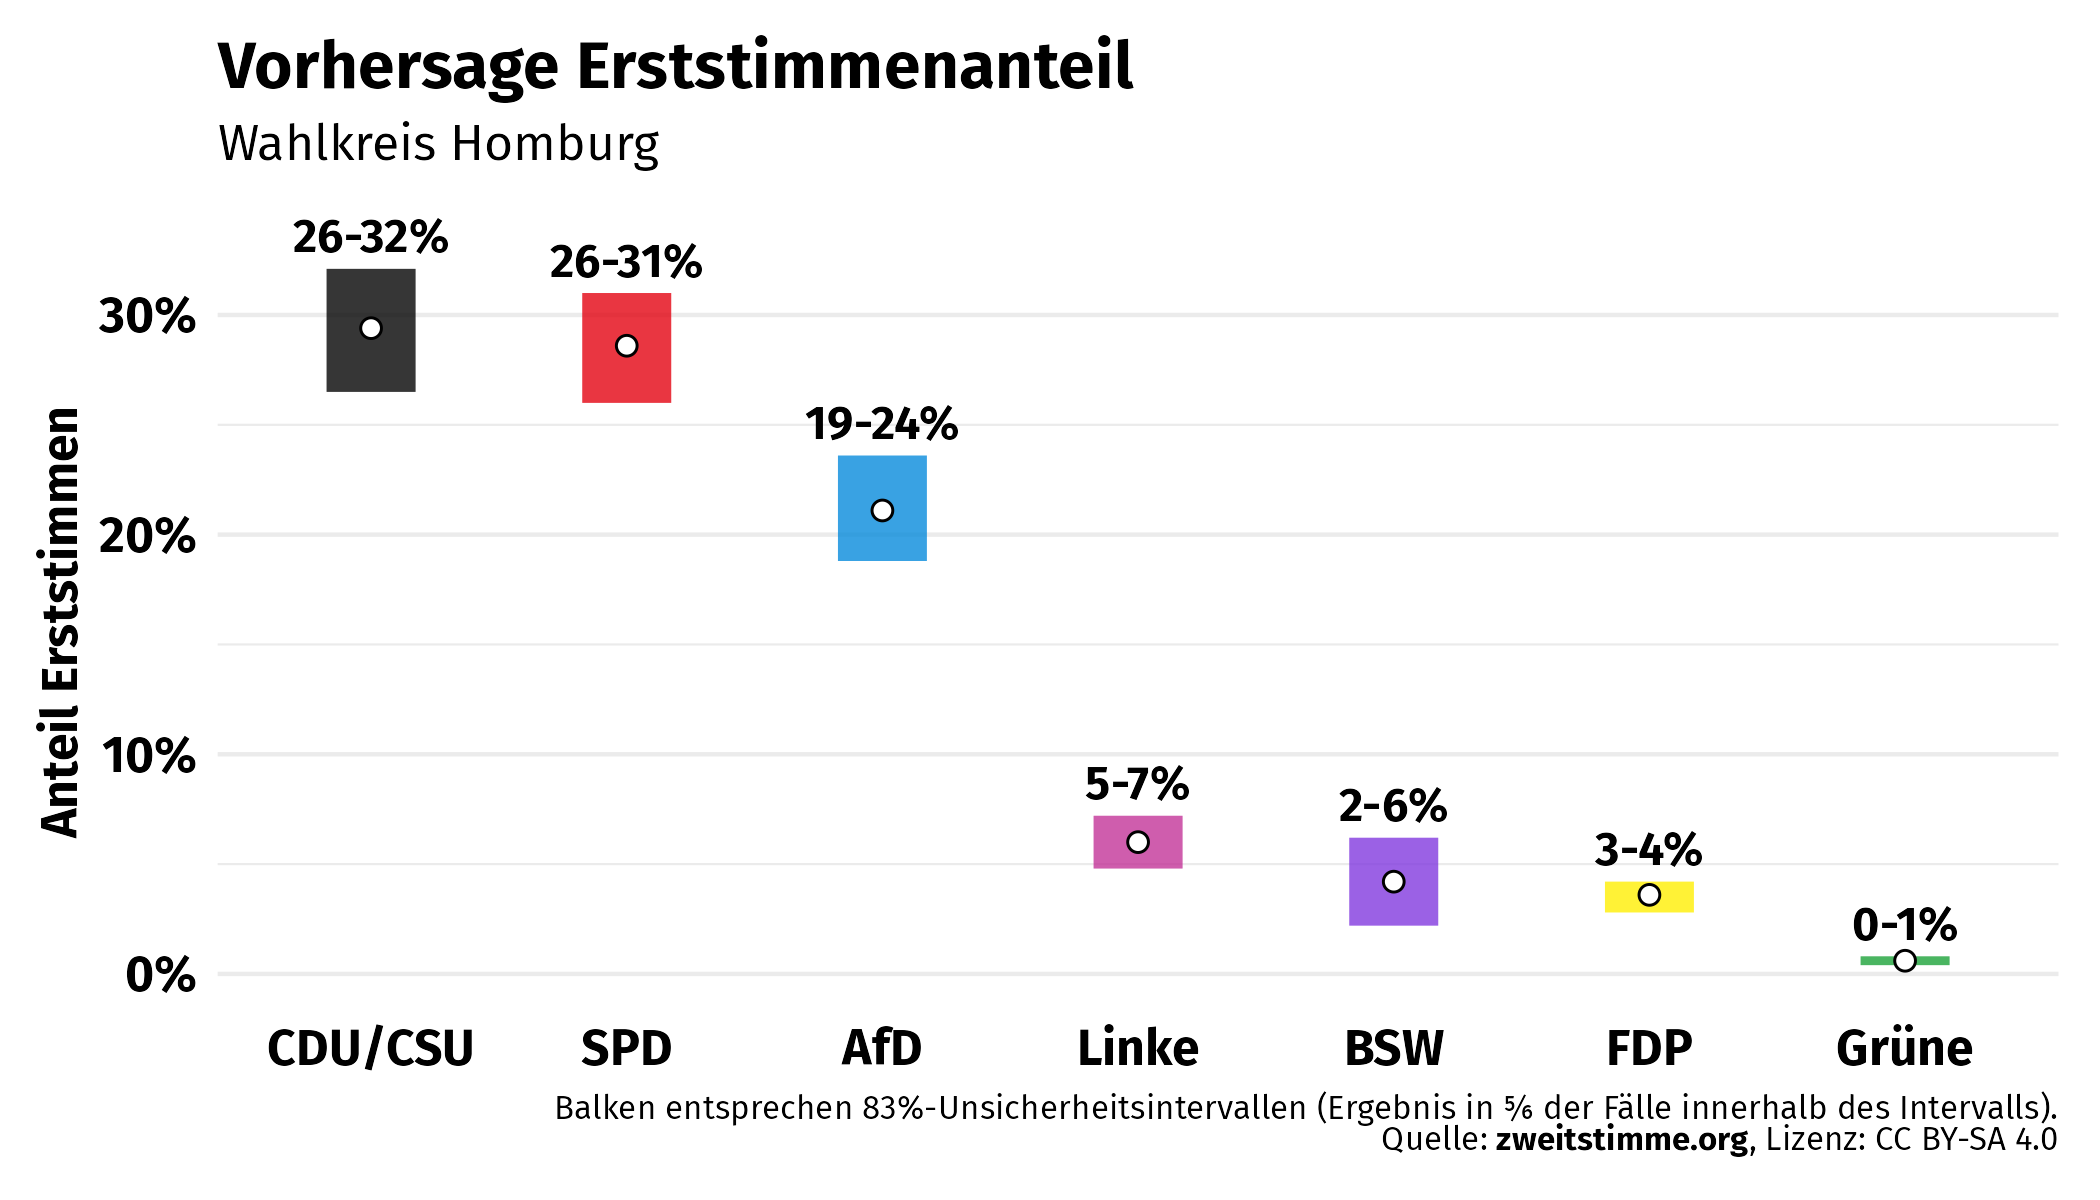 Vorhersage Erststimmenanteil
Wahlkreis Homburg
26-32%
26-31%
30%
19-24%
20%
Anteil Erststimmen
10%
5-7%
2-6%
3-4%
0-1%
0%
CDU/CSU SPD AfD Linke BSW FDP Grüne
Balken entsprechen 83%-Unsicherheitsintervallen (Ergebnis in ⅚ der Fälle innerhalb des Intervalls).
Quelle: zweitstimme.org, Lizenz: CC BY-SA 4.0